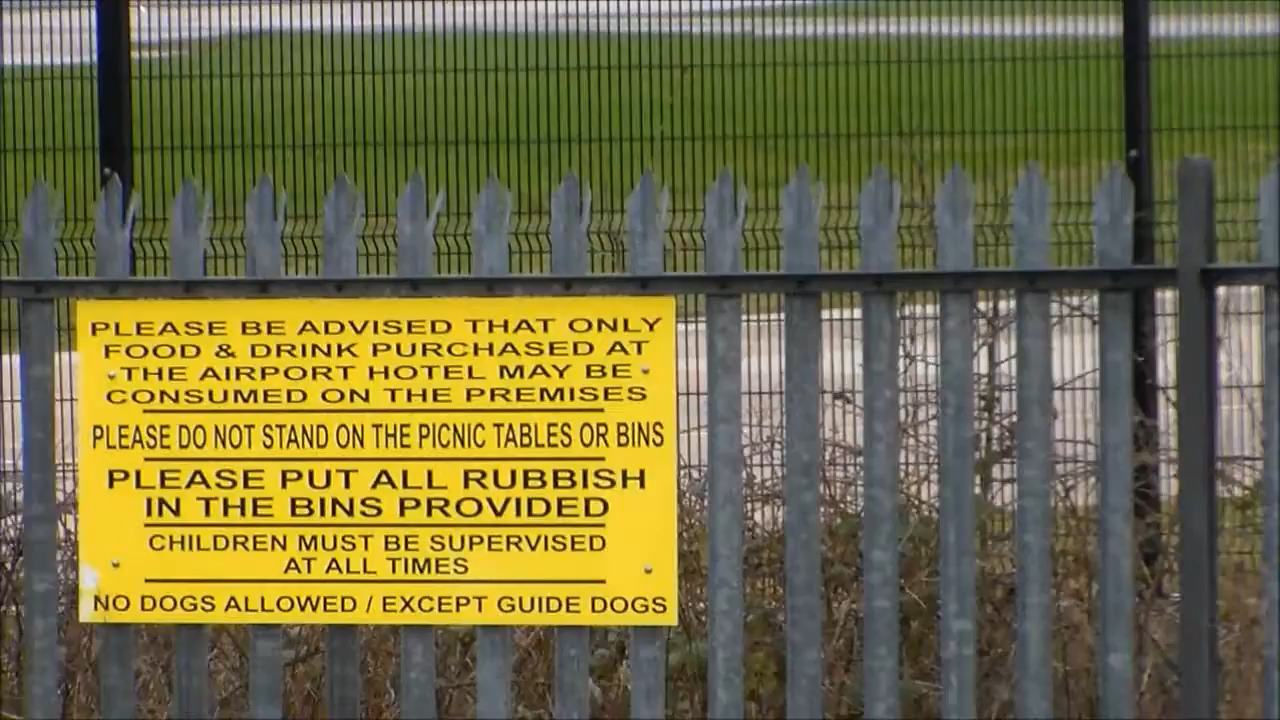 PLEASE BE ADVISED THAT ONLY
FOOD & DRINK PURCHASED AT
THE AIRPORT HOTEL MAY BE
CONSUMED ON THE PREMISES
PLEASE DO NOT STAND ON THE PICNIC TABLES OR BINS
PLEASE PUT ALL RUBBISH
IN THE BINS PROVIDED
CHILDREN MUST BE SUPERVISED
AT ALL TIMES
NO DOGS ALLOWED / EXCEPT GUIDE DOGS